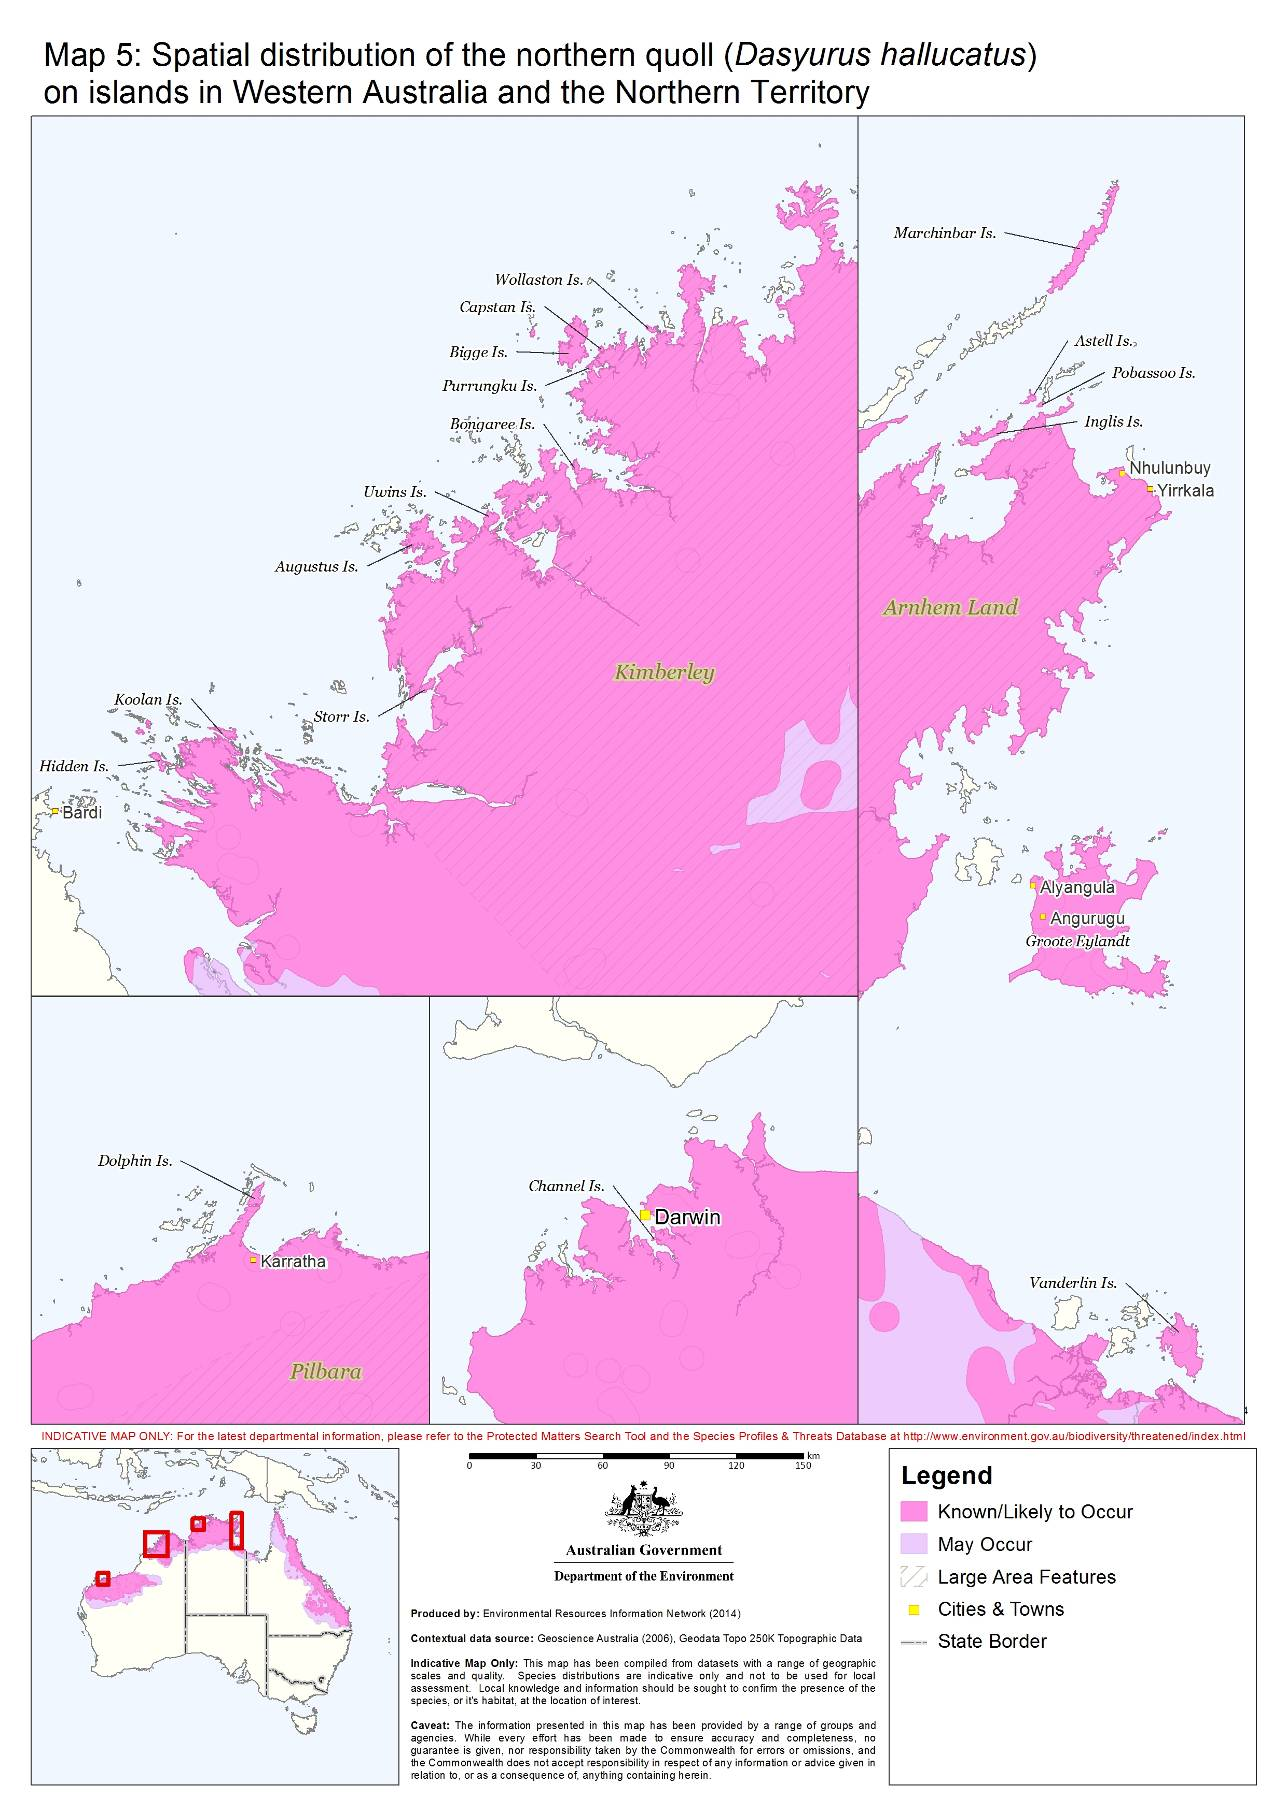 Map 5: Spatial distribution of the northern quoll (Dasyurus hallucatus)
on islands in Western Australia and the Northern Territory
Marchinbar Is.
Wollaston Is.
Capstan Is.
Bigge Is.
Purrungku Is.
Bongaree Is.
Uwins Is.
Augustus Is.
Astell Is.
Pobassoo Is.
Inglis Is.
Nhulunbuy
Yirrkala
Arnhem Land
Kimberley
Koolan Is.
Storr Is.
Hidden Is.
Bardi
Alyangula
Angurugu
Groote Eylandt
Dolphin Is.
Karratha
Pilbara
Channel Is.
Darwin
Vanderlin Is.
INDICATIVE MAP ONLY: For the latest departmental information, please refer to the Protected Matters Search Tool and the Species Profiles & Threats Database at http://www.environment.gov.au/biodiversity/threatened/index.html
km
0 30 60 90 120 150
Australian Government
Department of the Environment
Produced by: Environmental Resources Information Network (2014)
Contextual data source: Geoscience Australia (2006), Geodata Topo 250K Topographic Data
Indicative Map Only: This map has been compiled from datasets with a range of geographic
scales and quality. Species distributions are indicative only and not to be used for local
assessment. Local knowledge and information should be sought to confirm the presence of the
species, or it's habitat, at the location of interest.
Caveat: The information presented in this map has been provided by a range of groups and
agencies. While every effort has been made to ensure accuracy and completeness, no
guarantee is given, nor responsibility taken by the Commonwealth for errors or omissions, and
the Commonwealth does not accept responsibility in respect of any information or advice given in
relation to, or as a consequence of, anything containing herein.
Legend
Known/Likely to Occur
May Occur
Large Area Features
Cities & Towns
State Border